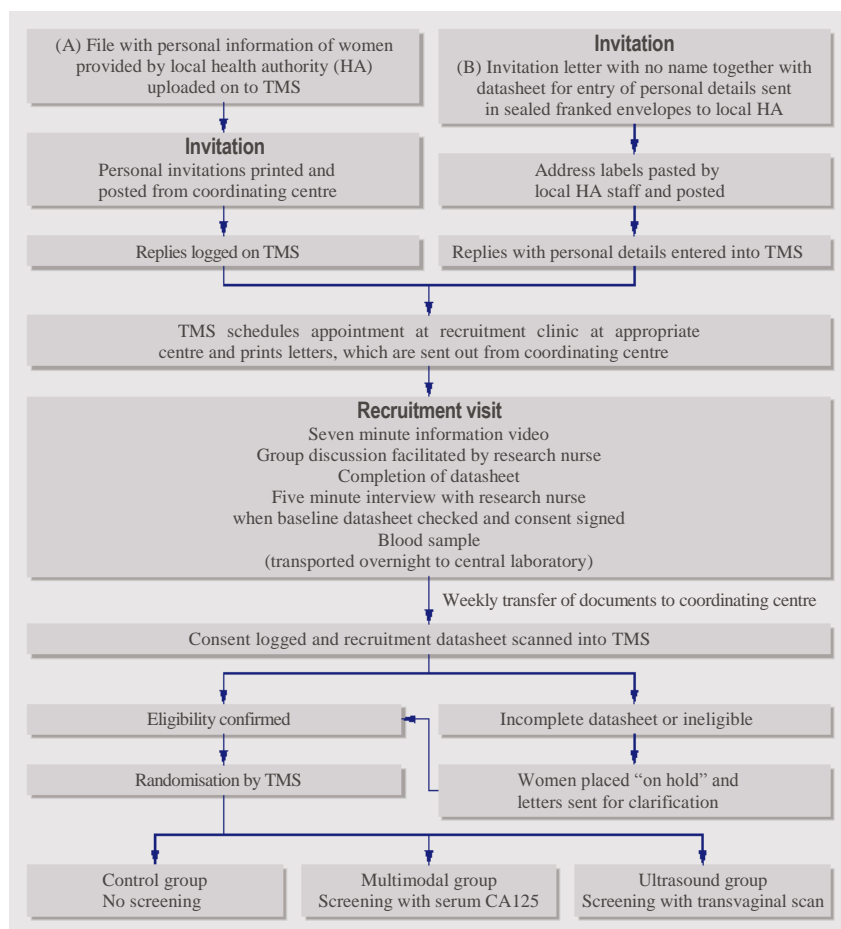 (A) File with personal information of women
provided by local health authority (HA)
uploaded on to TMS
Invitation
Personal invitations printed and
posted from coordinating centre
Replies logged on TMS
Invitation
(B) Invitation letter with no name together with
datasheet for entry of personal details sent
in sealed franked envelopes to local HA
Address labels pasted by
local HA staff and posted
Replies with personal details entered into TMS
TMS schedules appointment at recruitment clinic at appropriate
centre and prints letters, which are sent out from coordinating centre
Recruitment visit
Seven minute information video
Group discussion facilitated by research nurse
Completion of datasheet
Five minute interview with research nurse
when baseline datasheet checked and consent signed
Blood sample
(transported overnight to central laboratory)
Weekly transfer of documents to coordinating centre
Consent logged and recruitment datasheet scanned into TMS
Eligibility confirmed
Incomplete datasheet or ineligible
Randomisation by TMS
Women placed “on hold” and
letters sent for clarification
Control group
No screening
Multimodal group
Screening with serum CA125
Ultrasound group
Screening with transvaginal scan